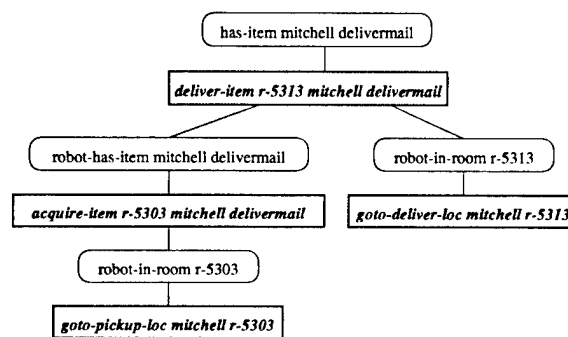 has-item mitchell delivermail
deliver-item r-5313 mitchell delivermail
robot-has-item mitchell delivermail
robot-in-room r-5313
acquire-item r-5303 mitchell delivermail
goto-deliver-loc mitchell r-5313
robot-in-room r-5303
goto-pickup-loc mitchell r-5303